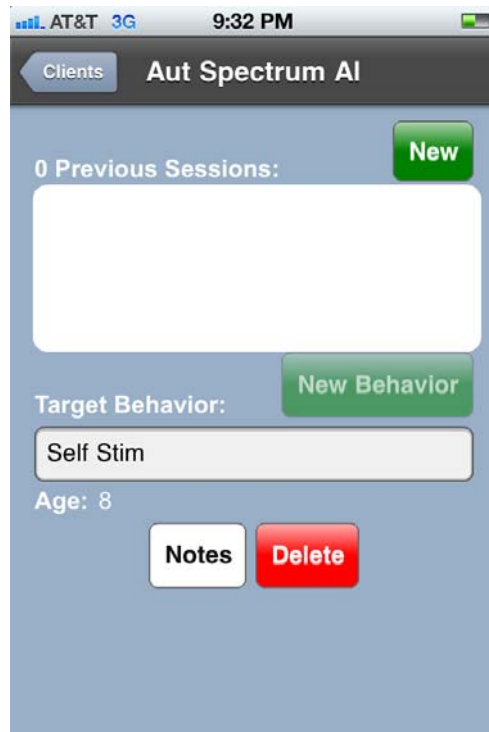 AT&T 3G 9:32 PM
Clients Aut Spectrum Al
New
0 Previous Sessions:
New Behavior
Target Behavior:
Self Stim
Age: 8
Notes Delete